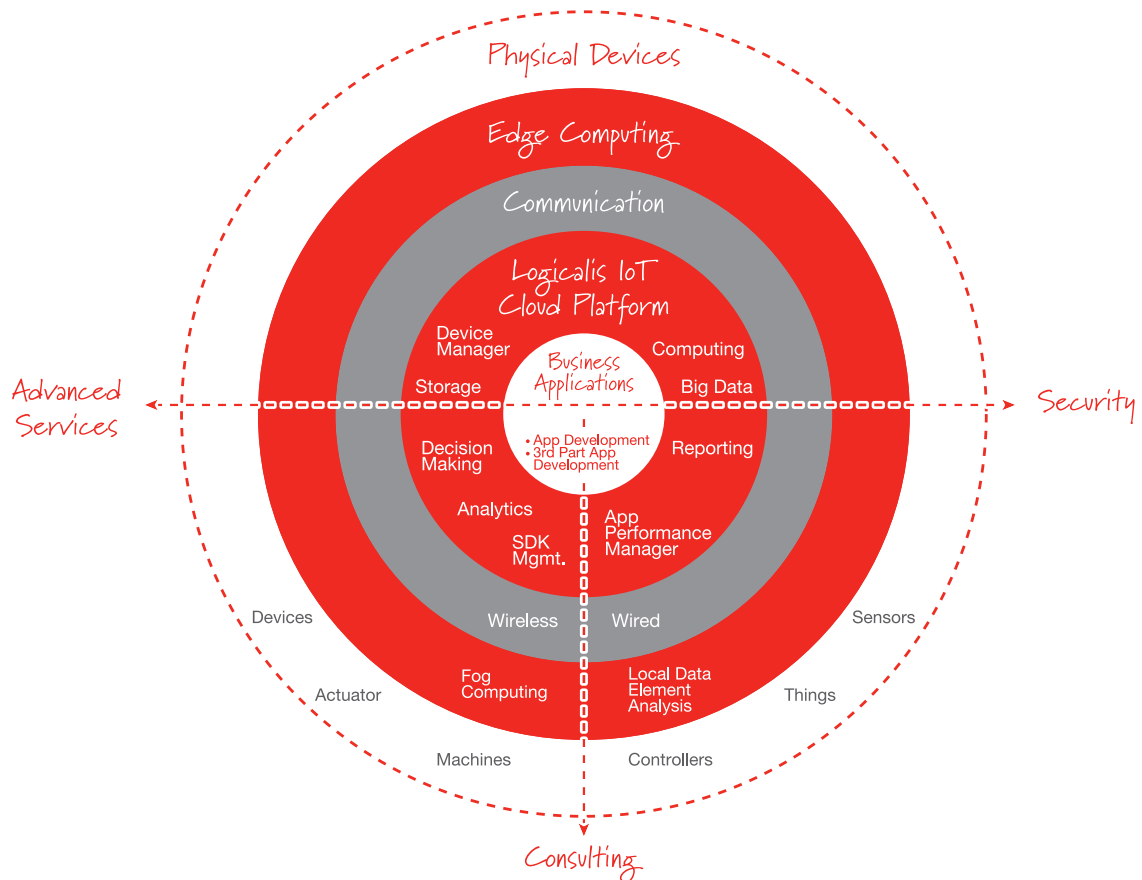 Physical Devices
Edge Computing
Communication
Logicalis IoT
Cloud Platform
Device
Manager
Computing
Storage
Big Data
Business
Applications
Advanced
Services
Security
• App Development
• 3rd Part App
Development
Decision
Making
Reporting
Analytics
SDK
Mgmt.
App
Performance
Manager
Wireless
Wired
Devices
Sensors
Fog
Computing
Local Data
Element
Analysis
Actuator
Things
Machines
Controllers
Consulting